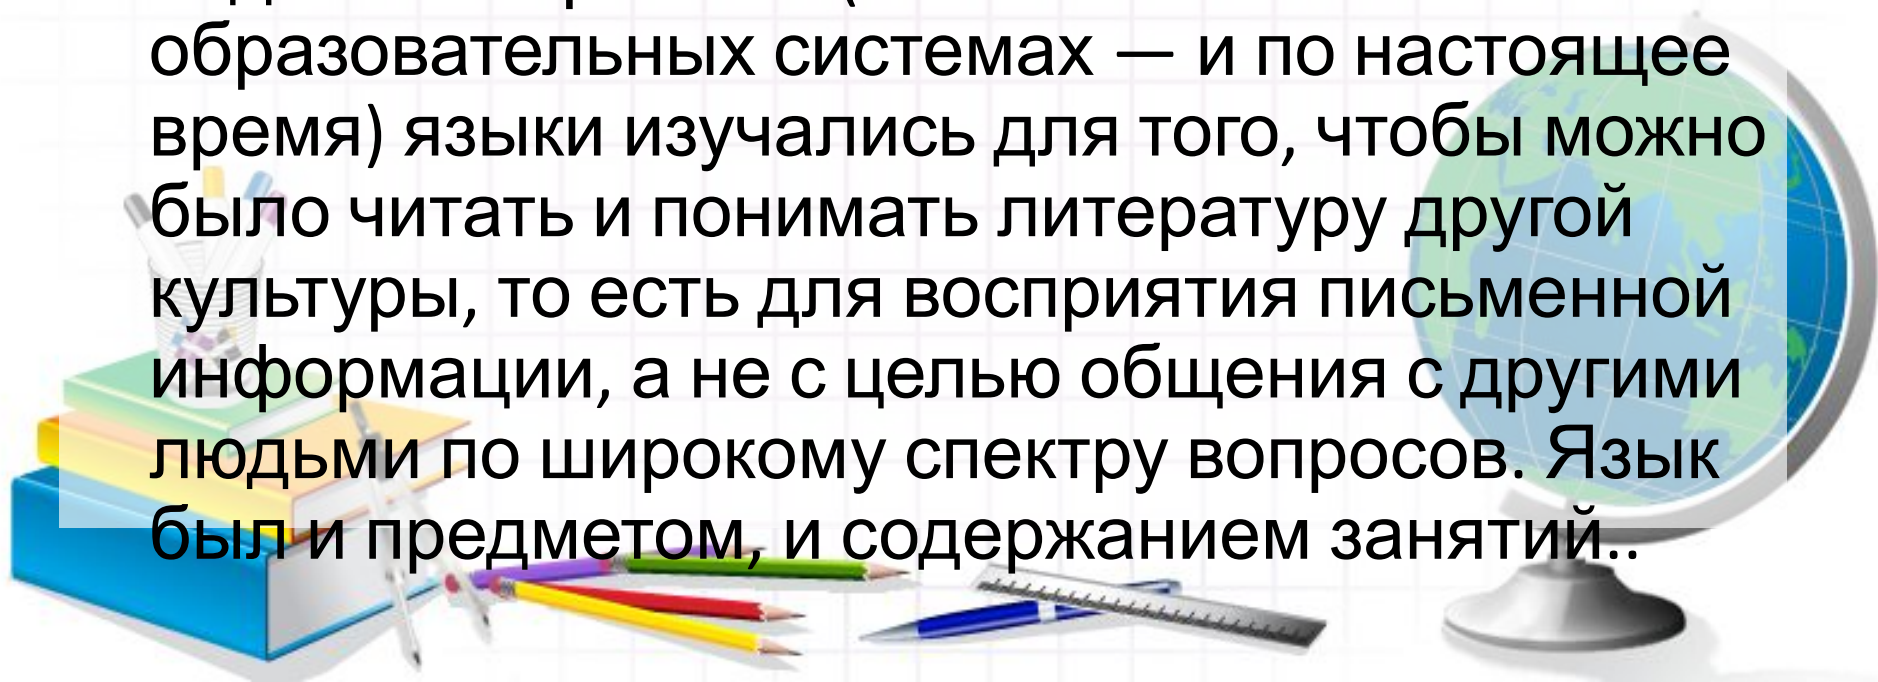 образовательных системах — и по настоящее
время) языки изучались для того, чтобы можно
было читать и понимать литературу другой
культуры, то есть для восприятия письменной
информации, а не с целью общения с другими
людьми по широкому спектру вопросов. Язык
был и предметом, и содержанием занятий..